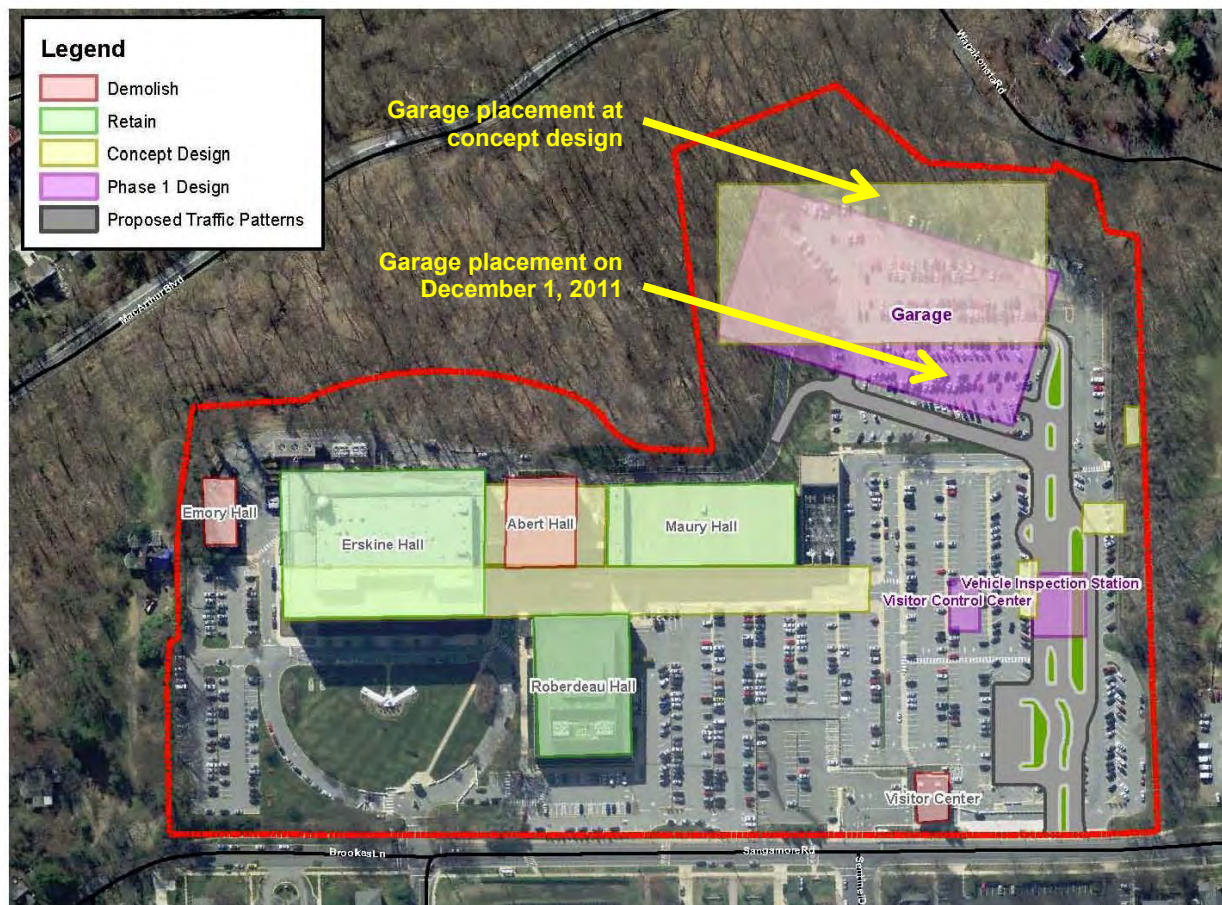 Legend
Demolish
Retain
Concept Design
Phase 1 Design
Proposed Traffic Patterns
Garage placement at
concept design
Garage placement on
December 1, 2011
Wapakoneta Rd
MacArthur Blvd
Garage
Emory Hall
Erskine Hall
Abert Hall
Maury Hall
Vehicle Inspection Station
Visitor Control Center
Roberdeau Hall
Visitor Center
Brookes Ln
Sangamore Rd